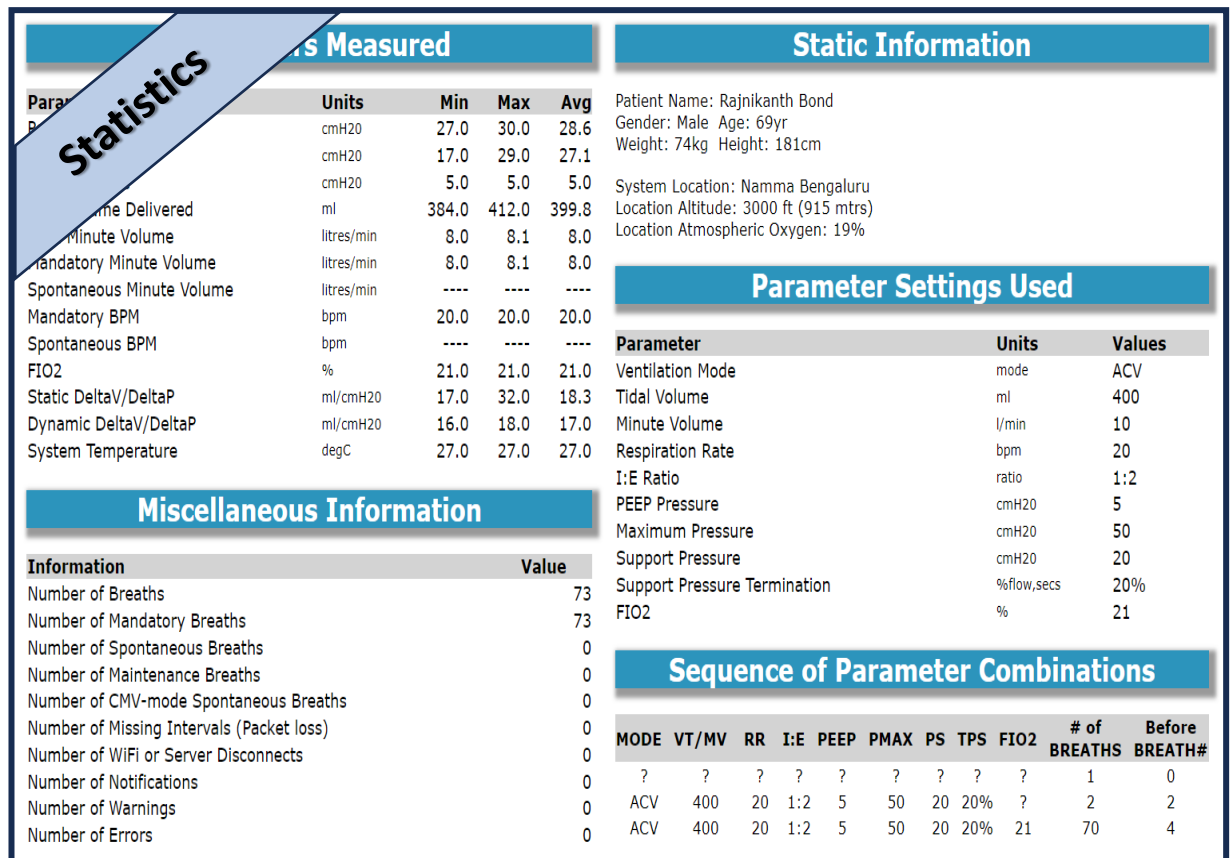 Statistics
s Measured
Units Min Max Avg
cmH20 27.0 30.0 28.6
cmH20 17.0 29.0 27.1
cmH20 5.0 5.0 5.0
Delivered ml 384.0 412.0 399.8
Minute Volume litres/min 8.0 8.1 8.0
Mandatory Minute Volume litres/min 8.0 8.1 8.0
Spontaneous Minute Volume litres/min ---- ---- ----
Mandatory BPM bpm 20.0 20.0 20.0
Spontaneous BPM bpm ---- ---- ----
FIO2 % 21.0 21.0 21.0
Static DeltaV/DeltaP ml/cmH20 17.0 32.0 18.3
Dynamic DeltaV/DeltaP ml/cmH20 16.0 18.0 17.0
System Temperature degC 27.0 27.0 27.0
Miscellaneous Information
Information Value
Number of Breaths 73
Number of Mandatory Breaths 73
Number of Spontaneous Breaths 0
Number of Maintenance Breaths 0
Number of CMV-mode Spontaneous Breaths 0
Number of Missing Intervals (Packet loss) 0
Number of WiFi or Server Disconnects 0
Number of Notifications 0
Number of Warnings 0
Number of Errors 0
Static Information
Patient Name: Rajnikanth Bond
Gender: Male Age: 69yr
Weight: 74kg Height: 181cm
System Location: Namma Bengaluru
Location Altitude: 3000 ft (915 mtrs)
Location Atmospheric Oxygen: 19%
Parameter Settings Used
Parameter Units Values
Ventilation Mode mode ACV
Tidal Volume ml 400
Minute Volume l/min 10
Respiration Rate bpm 20
I:E Ratio ratio 1:2
PEEP Pressure cmH20 5
Maximum Pressure cmH20 50
Support Pressure cmH20 20
Support Pressure Termination %flow,secs 20%
FIO2 % 21
Sequence of Parameter Combinations
MODE VT/MV RR I:E PEEP PMAX PS TPS FIO2 # of BREATHS Before BREATH#
? ? ? ? ? ? ? ? ? 1 0
ACV 400 20 1:2 5 50 20 20% ? 2 2
ACV 400 20 1:2 5 50 20 20% 21 70 4